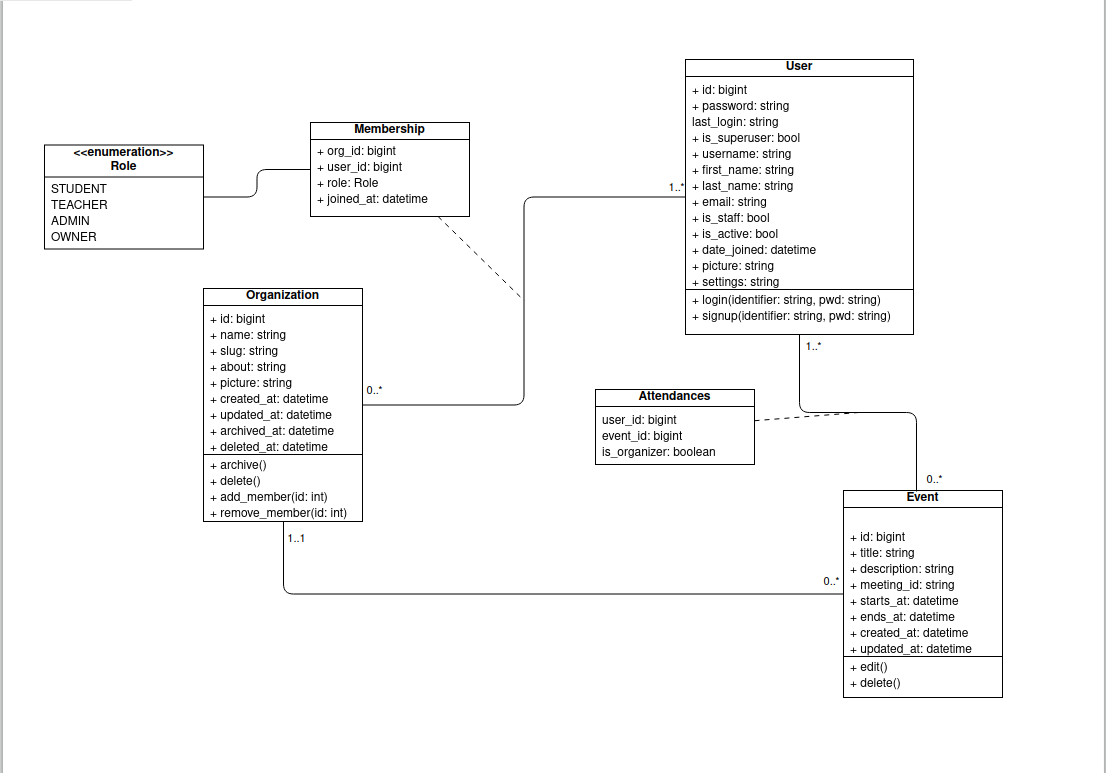 User
+ id: bigint
+ password: string
last_login: string
+ is_superuser: bool
+ username: string
+ first_name: string
+ last_name: string
+ email: string
+ is_staff: bool
+ is_active: bool
+ date_joined: datetime
+ picture: string
+ settings: string
+ login(identifier: string, pwd: string)
+ signup(identifier: string, pwd: string)
Membership
+ org_id: bigint
+ user_id: bigint
+ role: Role
+ joined_at: datetime
<<enumeration>>
Role
STUDENT
TEACHER
ADMIN
OWNER
1..*
Organization
+ id: bigint
+ name: string
+ slug: string
+ about: string
+ picture: string
+ created_at: datetime
+ updated_at: datetime
+ archived_at: datetime
+ deleted_at: datetime
+ archive()
+ delete()
+ add_member(id: int)
+ remove_member(id: int)
0..*
1..*
Attendances
user_id: bigint
event_id: bigint
is_organizer: boolean
0..*
Event
+ id: bigint
+ title: string
+ description: string
+ meeting_id: string
+ starts_at: datetime
+ ends_at: datetime
+ created_at: datetime
+ updated_at: datetime
+ edit()
+ delete()
1..1
0..*